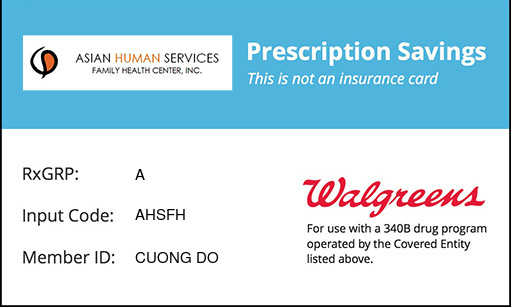 ASIAN HUMAN SERVICES
FAMILY HEALTH CENTER, INC.
Prescription Savings
This is not an insurance card
RxGRP: A
Input Code: AHSFH
Member ID: CUONG DO
Walgreens
For use with a 340B drug program
operated by the Covered Entity
listed above.